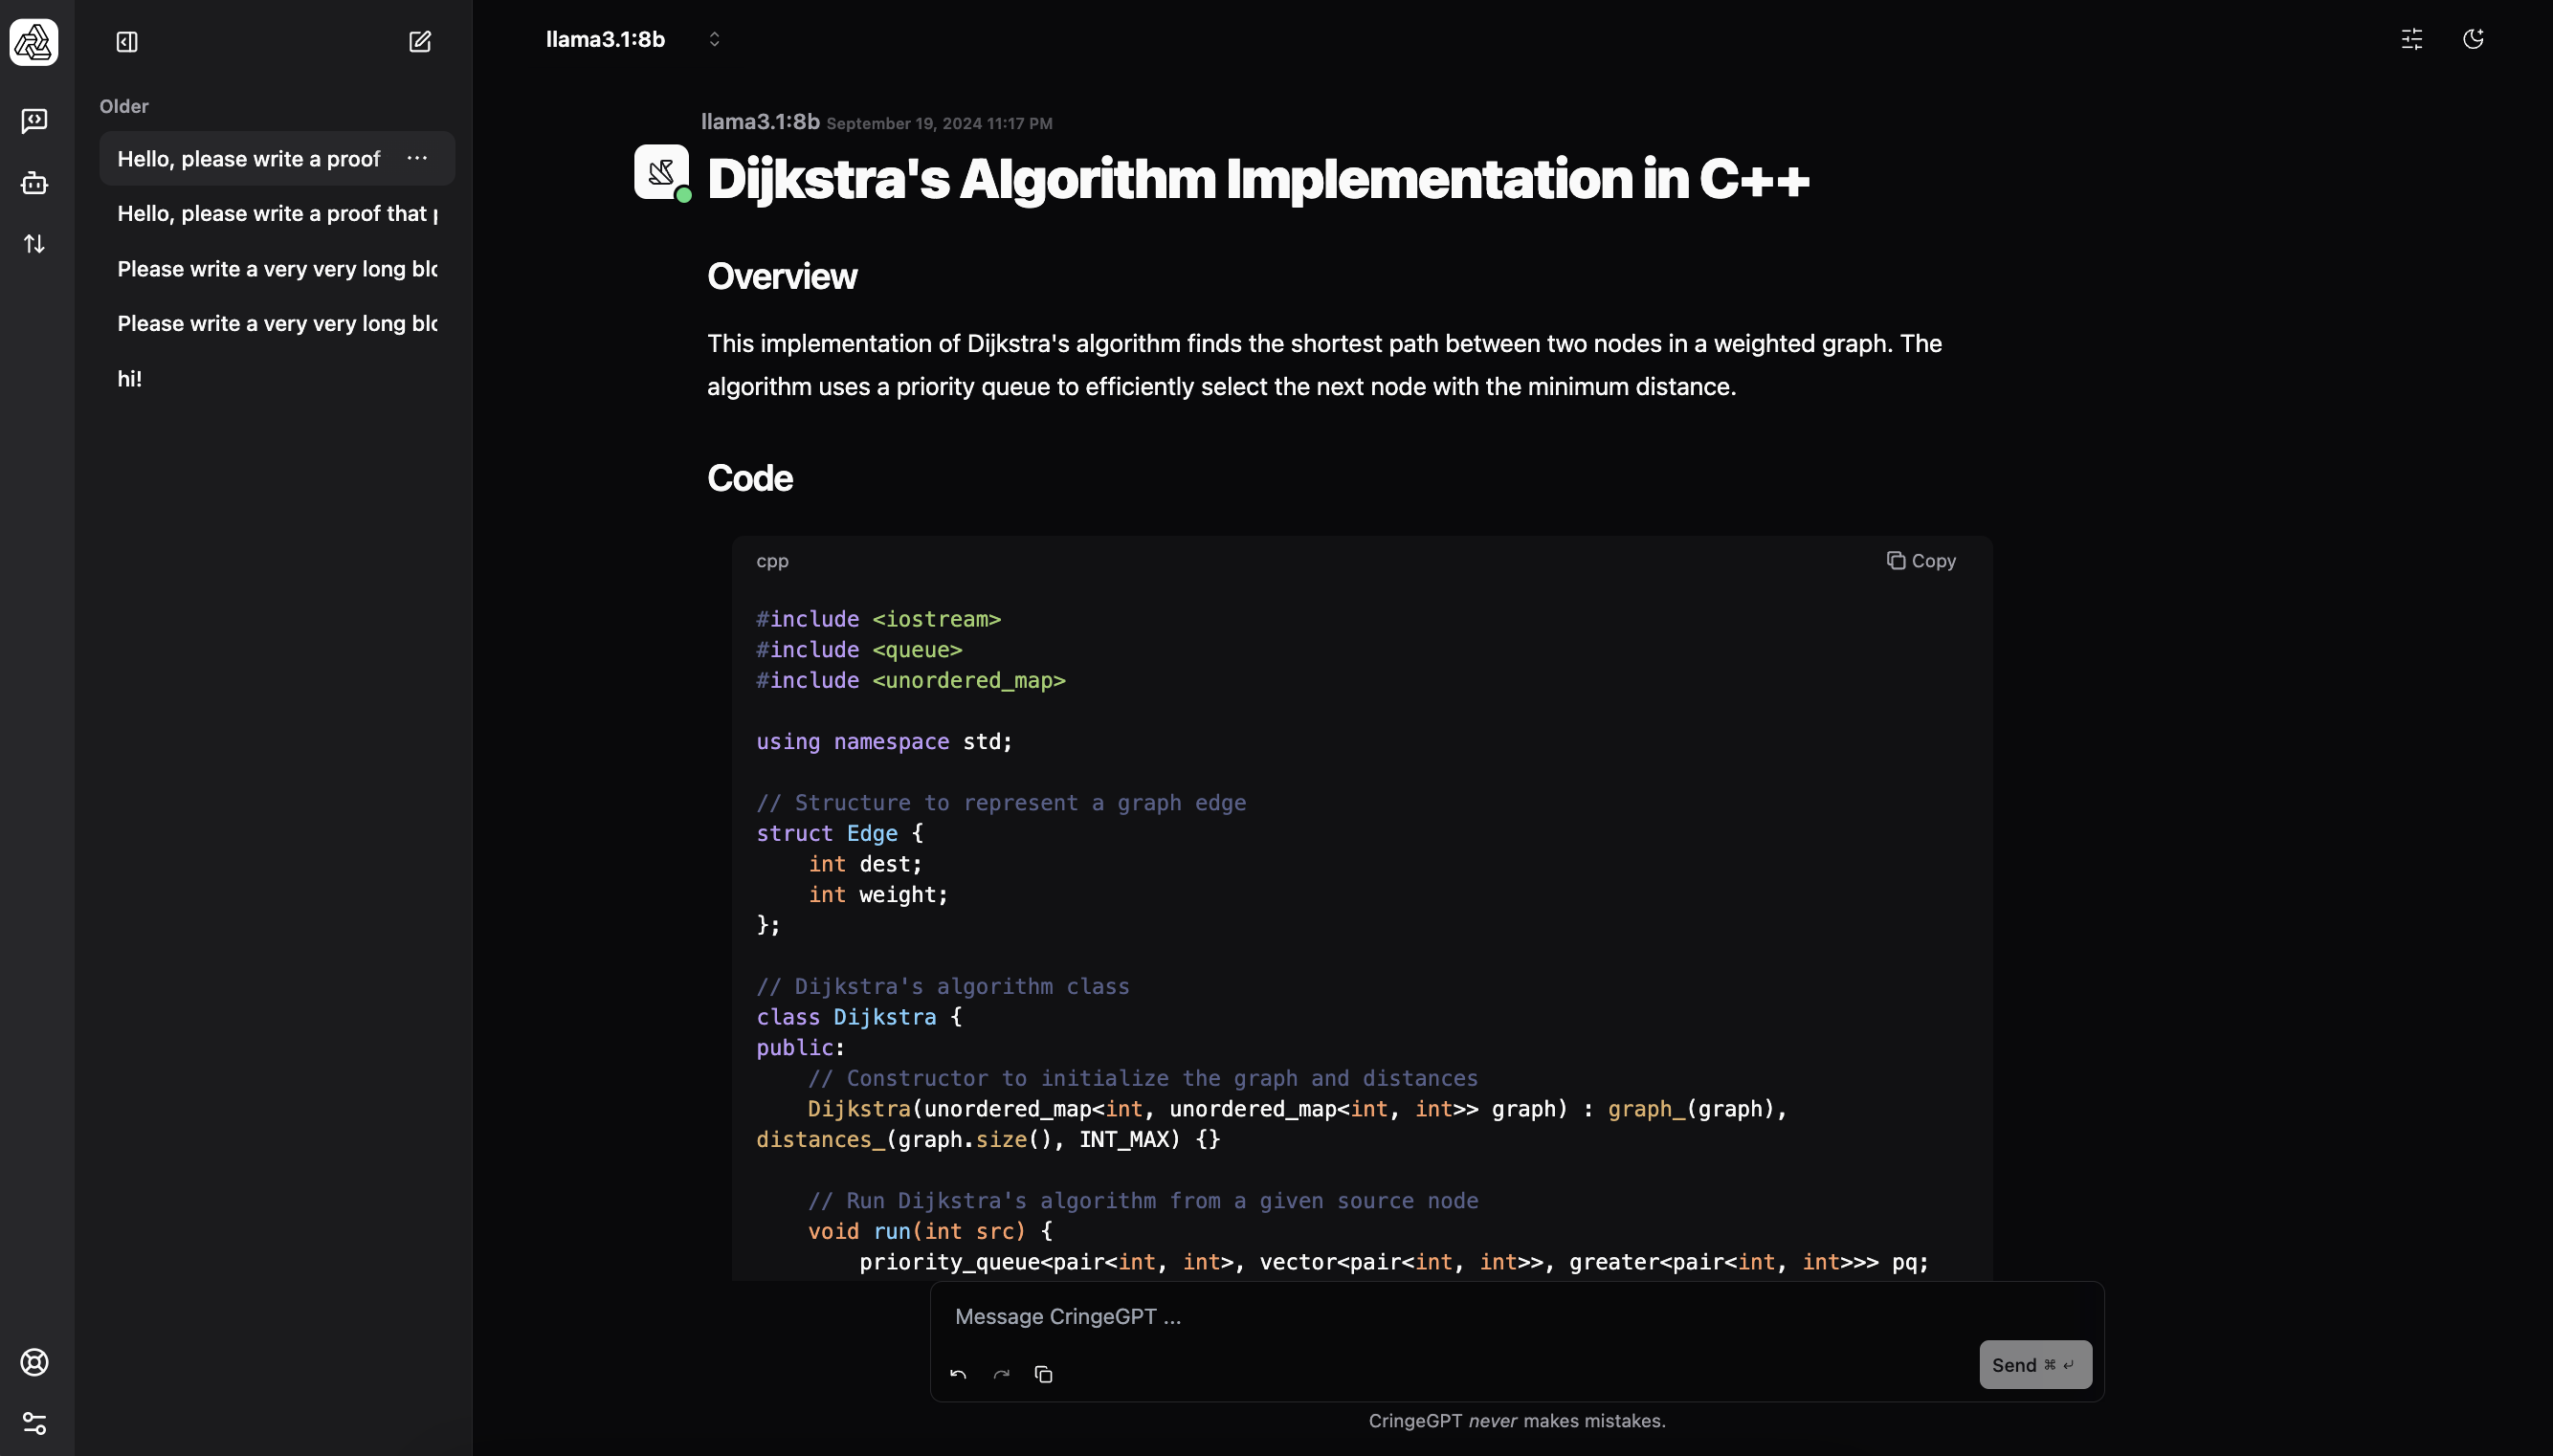 llama3.1:8b
Older
Hello, please write a proof ...
Hello, please write a proof that
Please write a very very long
Please write a very very long
hi!
llama3.1:8b September 19, 2024 11:17 PM
Dijkstra's Algorithm Implementation in C++
Overview
This implementation of Dijkstra's algorithm finds the shortest path between two nodes in a weighted graph. The
algorithm uses a priority queue to efficiently select the next node with the minimum distance.
Code
cpp
Copy
#include <iostream>
#include <queue>
#include <unordered_map>
using namespace std;
// Structure to represent a graph edge
struct Edge {
    int dest;
    int weight;
};
// Dijkstra's algorithm class
class Dijkstra {
public:
    // Constructor to initialize the graph and distances
    Dijkstra(unordered_map<int, unordered_map<int, int>> graph) : graph_(graph),
distances_(graph.size(), INT_MAX) {}
    // Run Dijkstra's algorithm from a given source node
    void run(int src) {
        priority_queue<pair<int, int>, vector<pair<int, int>>, greater<pair<int, int>>> pq;
Message CringeGPT ...
Send ⌘ ↵
CringeGPT never makes mistakes.